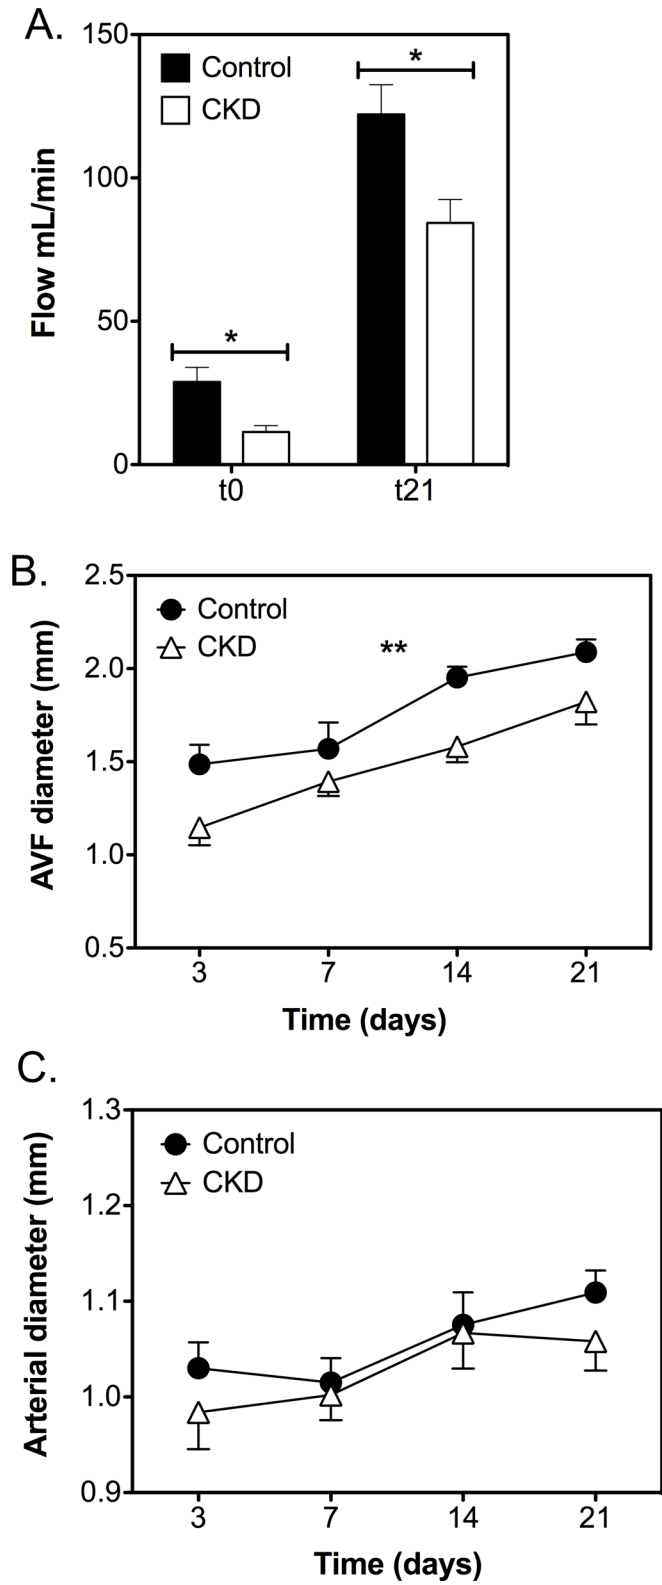 A.
Flow mL/min
150
100
50
0
Control
CKD
*
*
t0
t21
B.
AVF diameter (mm)
2.5
2.0
1.5
1.0
0.5
Control
CKD
**
3 7 14 21
Time (days)
C.
Arterial diameter (mm)
1.3
1.2
1.1
1.0
0.9
Control
CKD
3 7 14 21
Time (days)